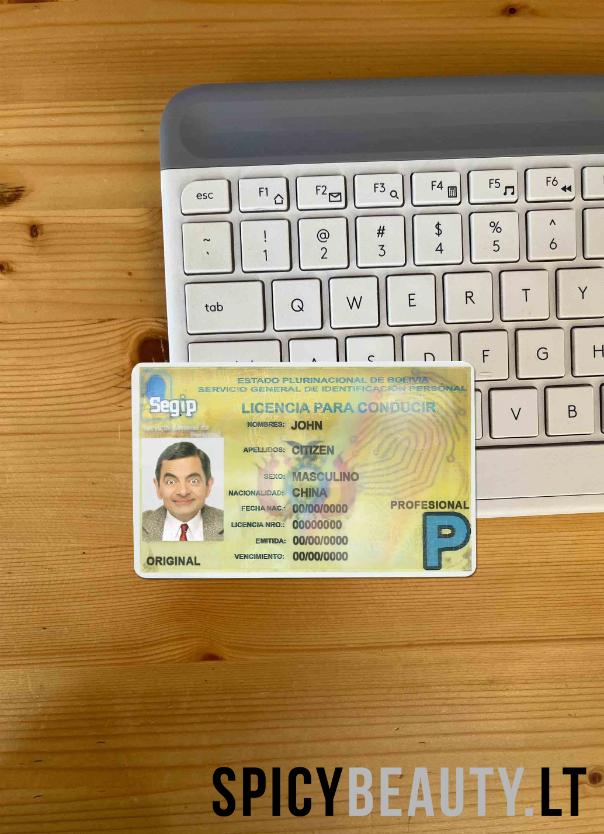 esc F1 F2 F3 F4 F5 F6
~ ! @ # $ % ^
` 1 2 3 4 5 6
tab Q W E R T Y
A S D F G H
V B
ESTADO PLURINACIONAL DE BOLIVIA
SERVICIO GENERAL DE IDENTIFICACIÓN PERSONAL
Segip
LICENCIA PARA CONDUCIR
NOMBRES: JOHN
APELLIDOS: CITIZEN
SEXO: MASCULINO
NACIONALIDAD: CHINA
FECHA NAC.: 00/00/0000
LICENCIA NRO.: 00000000
EMITIDA: 00/00/0000
VENCIMIENTO: 00/00/0000
PROFESIONAL
P
ORIGINAL
SPICYBEAUTY.LT